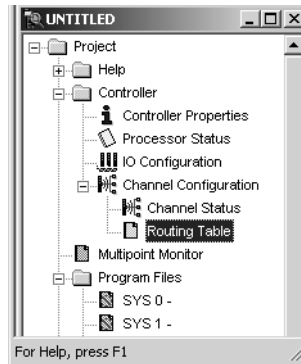 UNTITLED
Project
Help
Controller
Controller Properties
Processor Status
IO Configuration
Channel Configuration
Channel Status
Routing Table
Multipoint Monitor
Program Files
SYS 0 -
SYS 1 -
For Help, press F1